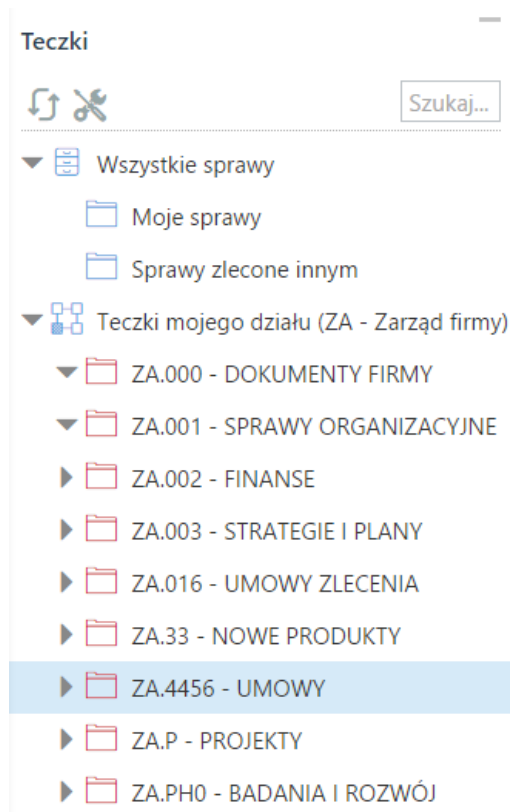 Teczki
Szukaj...
Wszystkie sprawy
Moje sprawy
Sprawy zlecone innym
Teczki mojego działu (ZA - Zarząd firmy)
ZA.000 - DOKUMENTY FIRMY
ZA.001 - SPRAWY ORGANIZACYJNE
ZA.002 - FINANSE
ZA.003 - STRATEGIE I PLANY
ZA.016 - UMOWY ZLECENIA
ZA.33 - NOWE PRODUKTY
ZA.4456 - UMOWY
ZA.P - PROJEKTY
ZA.PH0 - BADANIA I ROZWÓJ